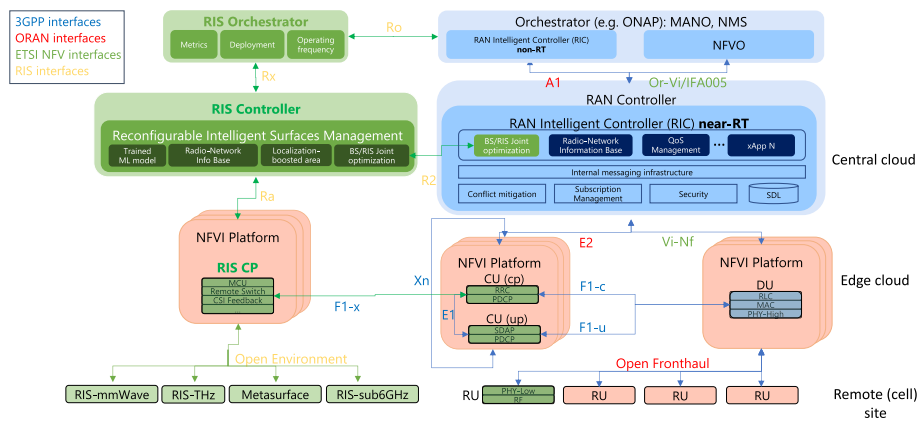 3GPP interfaces
ORAN interfaces
ETSI NFV interfaces
RIS interfaces
RIS Orchestrator
Metrics
Deployment
Operating
frequency
Ro
Orchestrator (e.g. ONAP): MANO, NMS
RAN Intelligent Controller (RIC)
non-RT
NFVO
Rx
A1
Or-Vi/IFA005
RIS Controller
Reconfigurable Intelligent Surfaces Management
Trained
ML model
Radio-Network
Info Base
Localization-
boosted area
BS/RIS Joint
optimization
R2
RAN Controller
RAN Intelligent Controller (RIC) near-RT
BS/RIS Joint
optimization
Radio-Network
Information Base
QoS
Management
...
xApp N
Internal messaging infrastructure
Conflict mitigation
Subscription
Management
Security
SDL
Central cloud
Ra
NFVI Platform
RIS CP
MCU
Remote Switch
CSI Feedback
...
F1-x
Xn
E2
Vi-Nf
NFVI Platform
CU (cp)
RRC
PDCP
E1
CU (up)
SDAP
PDCP
F1-c
F1-u
NFVI Platform
DU
RLC
MAC
PHY-High
Edge cloud
Open Environment
RIS-mmWave
RIS-THz
Metasurface
RIS-sub6GHz
Open Fronthaul
RU
PHY-Low
RF
RU
RU
RU
Remote (cell)
site